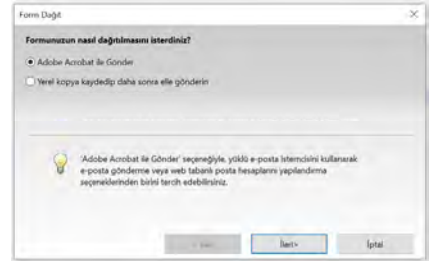 Form Dağıt
Formunuzun nasıl dağıtılmasını isterdiniz?
Adobe Acrobat ile Gönder
Yerel kopya kaydedip daha sonra elle gönderin
'Adobe Acrobat ile Gönder' seçeneğiyle, yüklü e-posta istemcisini kullanarak
e-posta gönderme veya web tabanlı posta hesaplarını yapılandırma
seçeneklerinden birini tercih edebilirsiniz.
İleri>
İptal